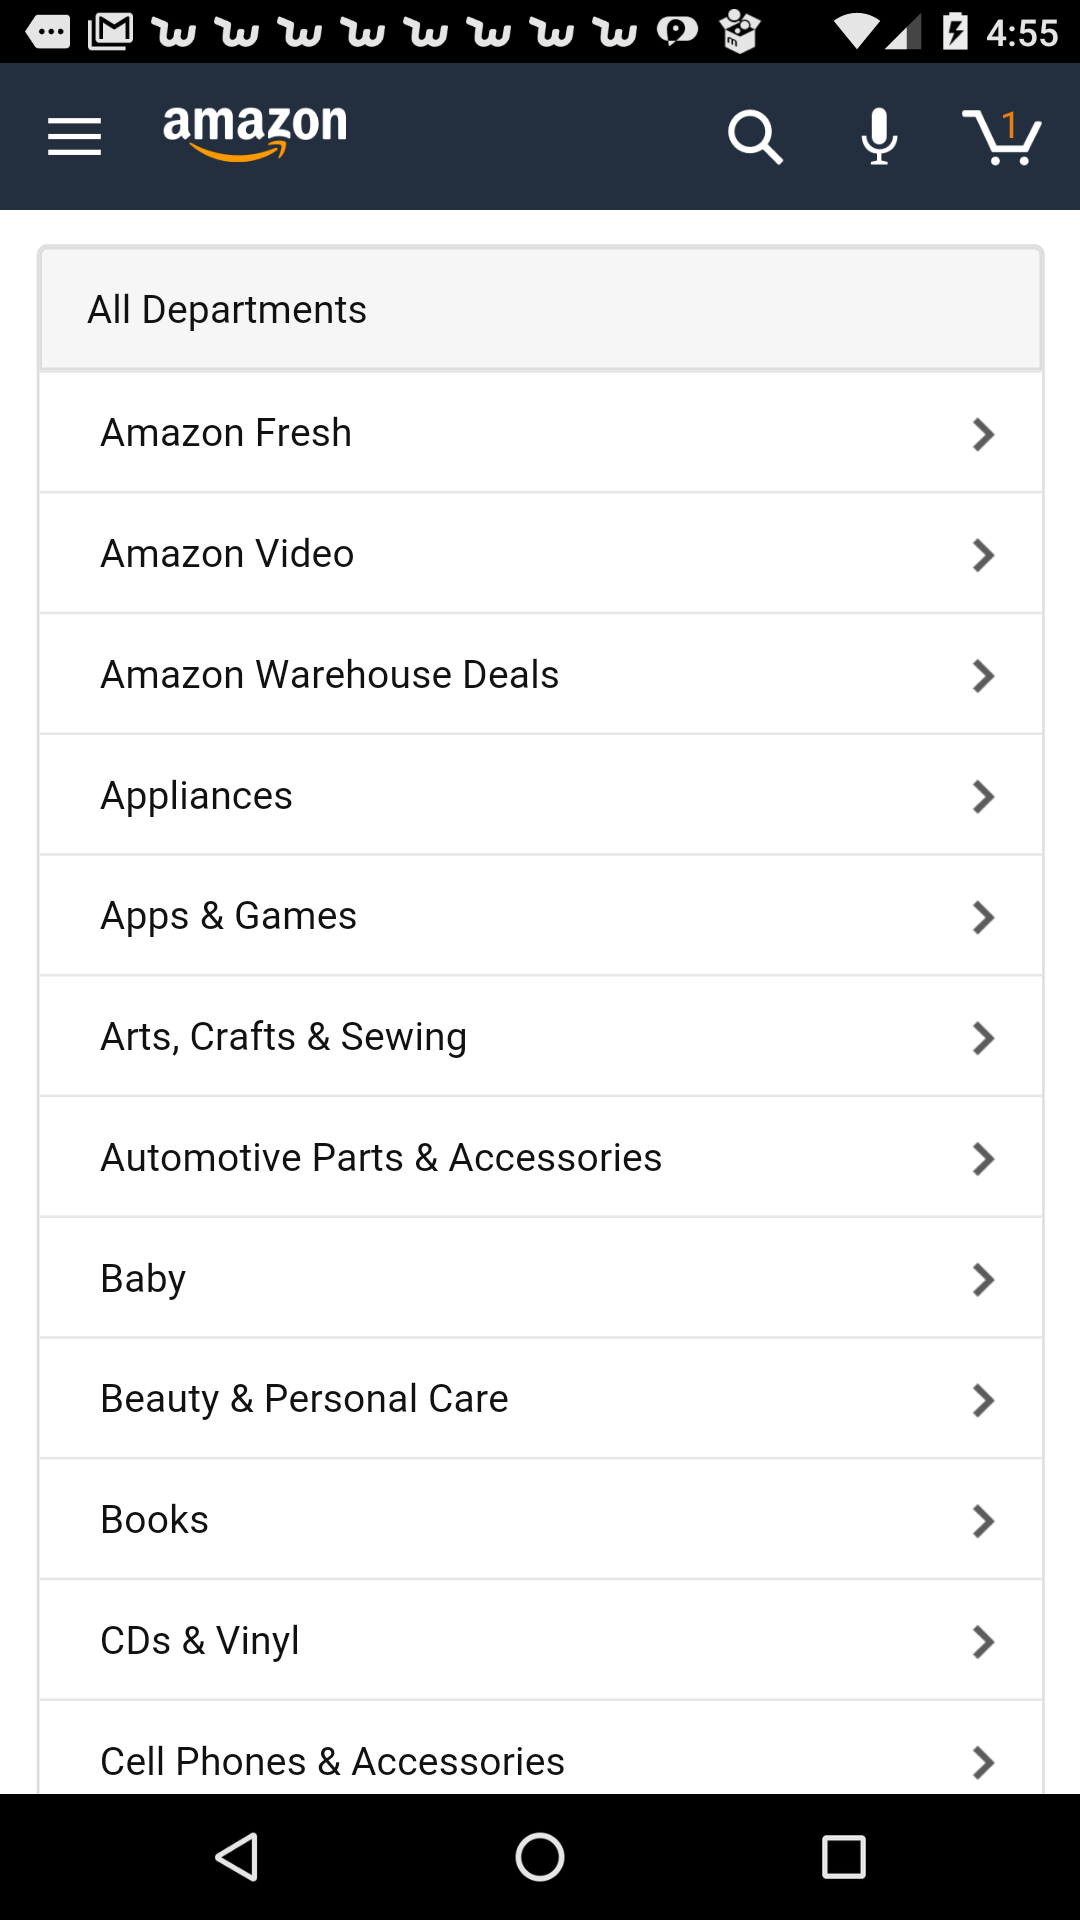 4:55
amazon
1
All Departments
Amazon Fresh
Amazon Video
Amazon Warehouse Deals
Appliances
Apps & Games
Arts, Crafts & Sewing
Automotive Parts & Accessories
Baby
Beauty & Personal Care
Books
CDs & Vinyl
Cell Phones & Accessories